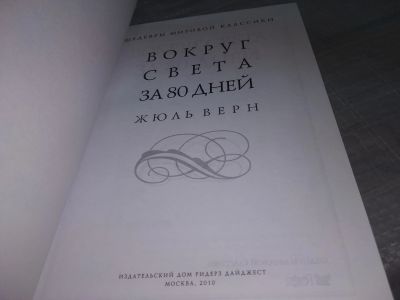 ШЕДЕВРЫ МИРОВОЙ КЛАССИКИ
ВОКРУГ
СВЕТА
ЗА 80 ДНЕЙ
ЖЮЛЬ ВЕРН
ИЗДАТЕЛЬСКИЙ ДОМ РИДЕРЗ ДАЙДЖЕСТ
МОСКВА, 2010